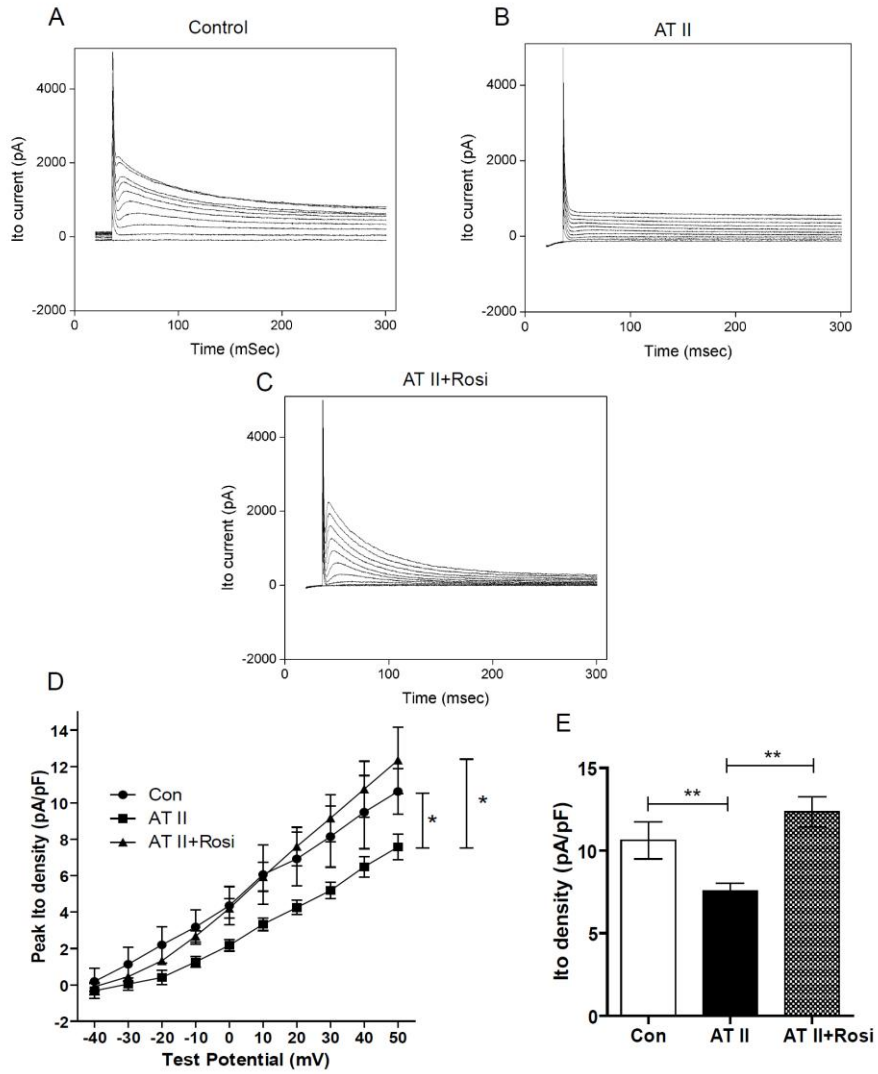 A
Control
Ito current (pA)
4000
2000
0
-2000
0 100 200 300
Time (mSec)
B
AT II
Ito current (pA)
4000
2000
0
-2000
0 100 200 300
Time (msec)
C
AT II+Rosi
Ito current (pA)
4000
2000
0
-2000
0 100 200 300
Time (msec)
D
Peak Ito density (pA/pF)
14
12
10
8
6
4
2
0
-2
Con
AT II
AT II+Rosi
*
*
-40 -30 -20 -10 0 10 20 30 40 50
Test Potential (mV)
E
Ito density (pA/pF)
15
10
5
0
**
**
Con AT II AT II+Rosi